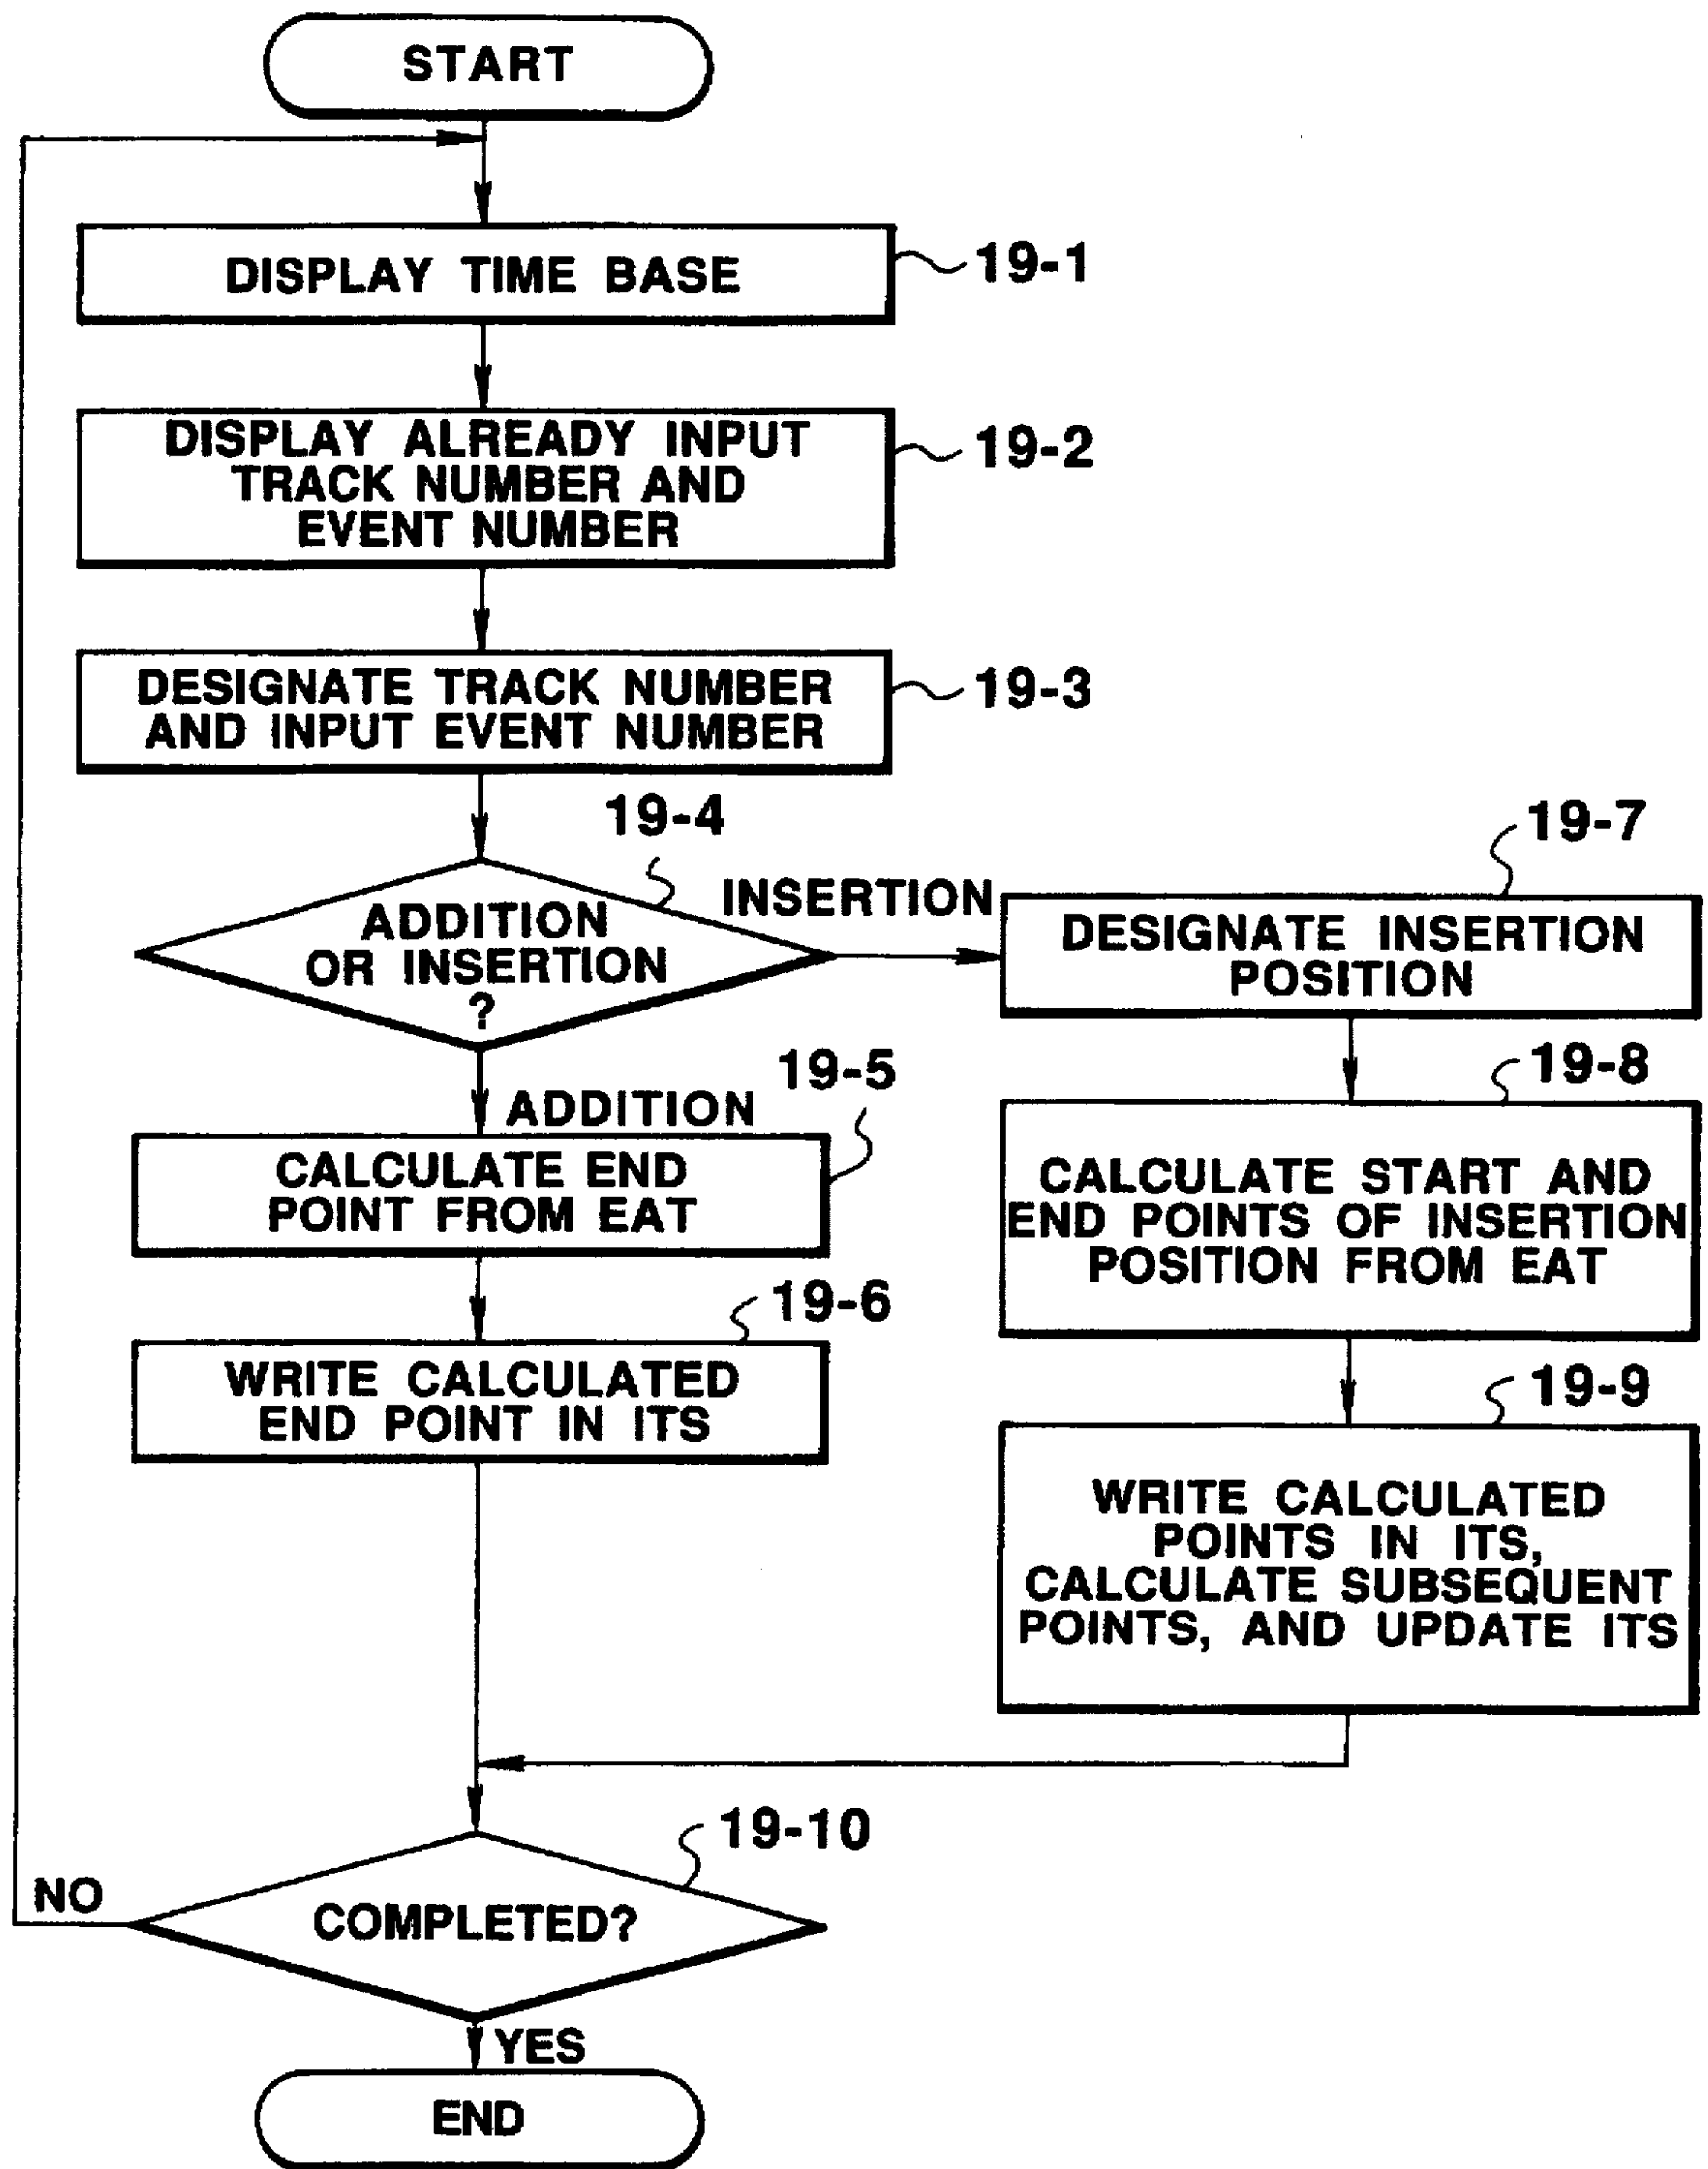 START
DISPLAY TIME BASE
19-1
DISPLAY ALREADY INPUT
TRACK NUMBER AND
EVENT NUMBER
19-2
DESIGNATE TRACK NUMBER
AND INPUT EVENT NUMBER
19-3
19-4
ADDITION
OR INSERTION
?
INSERTION
ADDITION
19-5
CALCULATE END
POINT FROM EAT
19-6
WRITE CALCULATED
END POINT IN ITS
19-7
DESIGNATE INSERTION
POSITION
19-8
CALCULATE START AND
END POINTS OF INSERTION
POSITION FROM EAT
19-9
WRITE CALCULATED
POINTS IN ITS,
CALCULATE SUBSEQUENT
POINTS, AND UPDATE ITS
19-10
COMPLETED?
NO
YES
END